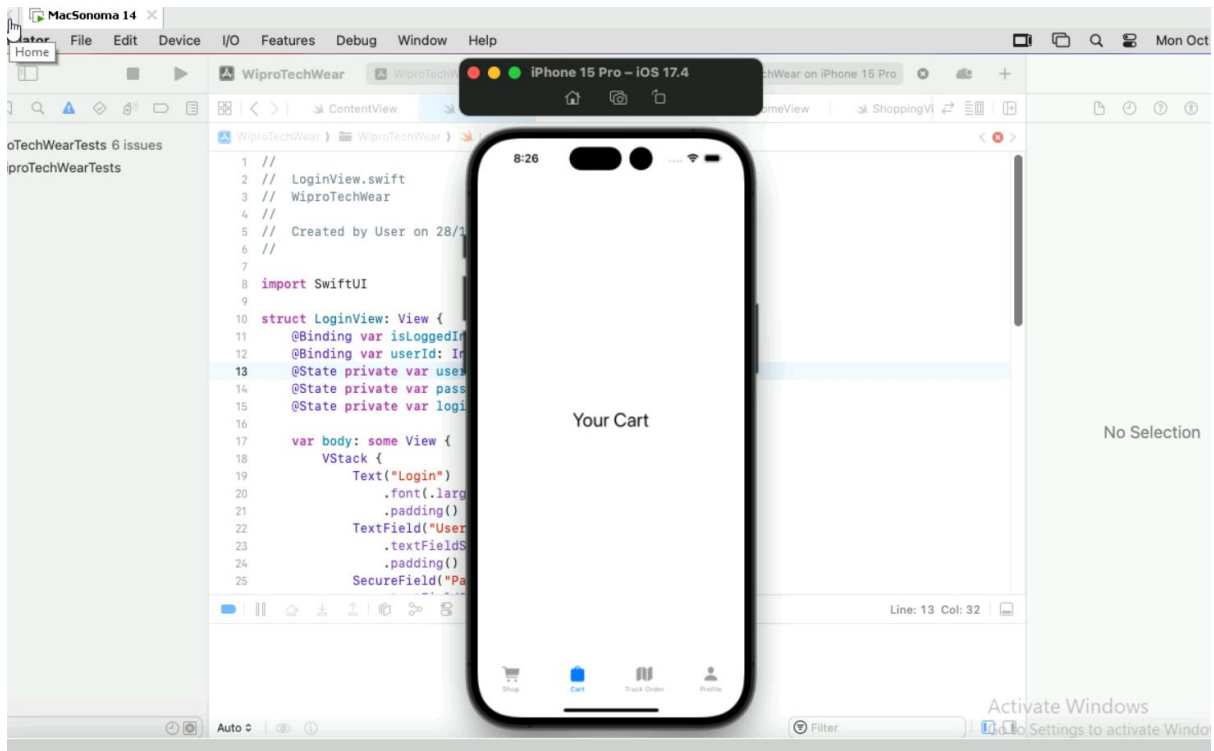 MacSonoma 14
File Edit Device I/O Features Debug Window Help
Mon Oct
Home
WiproTechWear
iPhone 15 Pro – iOS 17.4
chWear on iPhone 15 Pro
ContentView
omeView
ShoppingVi
oTechWearTests 6 issues
iproTechWearTests
WiproTechWear
WiproTechWear
1 //
2 // LoginView.swift
3 // WiproTechWear
4 //
5 // Created by User on 28/1
6 //
7
8 import SwiftUI
9
10 struct LoginView: View {
11 @Binding var isLoggedIn
12 @Binding var userId: In
13 @State private var user
14 @State private var pass
15 @State private var logi
16
17 var body: some View {
18 VStack {
19 Text("Login")
20 .font(.larg
21 .padding()
22 TextField("User
23 .textFieldS
24 .padding()
25 SecureField("Pa
8:26
Your Cart
Shop
Cart
Track Order
Profile
No Selection
Line: 13 Col: 32
Auto
Filter
Activate Windows
Go to Settings to activate Window